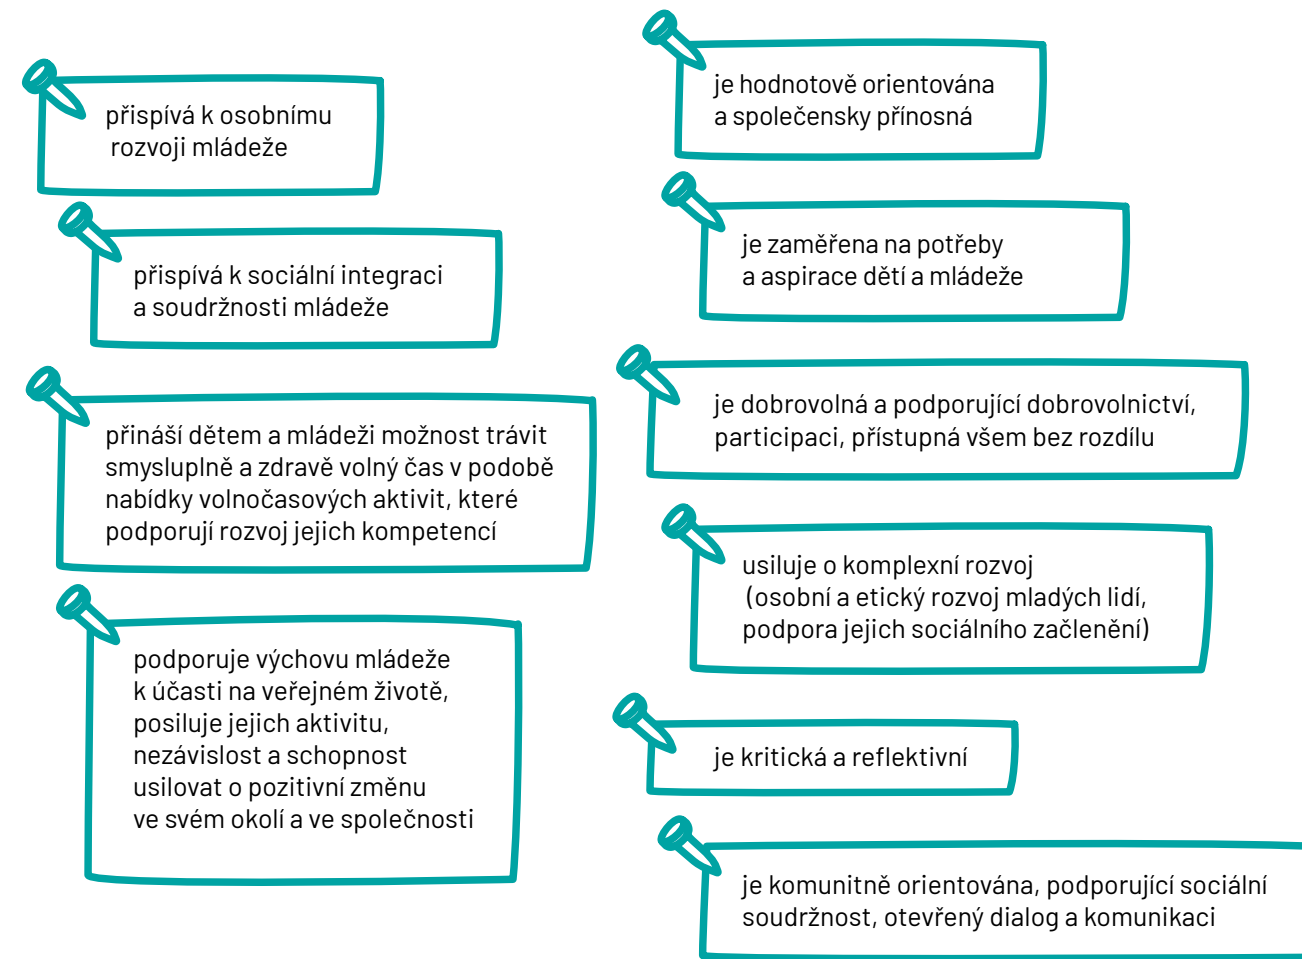 přispívá k osobnímu
rozvoji mládeže
přispívá k sociální integraci
a soudržnosti mládeže
přináší dětem a mládeži možnost trávit
smysluplně a zdravě volný čas v podobě
nabídky volnočasových aktivit, které
podporují rozvoj jejich kompetencí
podporuje výchovu mládeže
k účasti na veřejném životě,
posiluje jejich aktivitu,
nezávislost a schopnost
usilovat o pozitivní změnu
ve svém okolí a ve společnosti
je hodnotově orientována
a společensky přínosná
je zaměřena na potřeby
a aspirace dětí a mládeže
je dobrovolná a podporující dobrovolnictví,
participaci, přístupná všem bez rozdílu
usiluje o komplexní rozvoj
(osobní a etický rozvoj mladých lidí,
podpora jejich sociálního začlenění)
je kritická a reflektivní
je komunitně orientována, podporující sociální
soudržnost, otevřený dialog a komunikaci